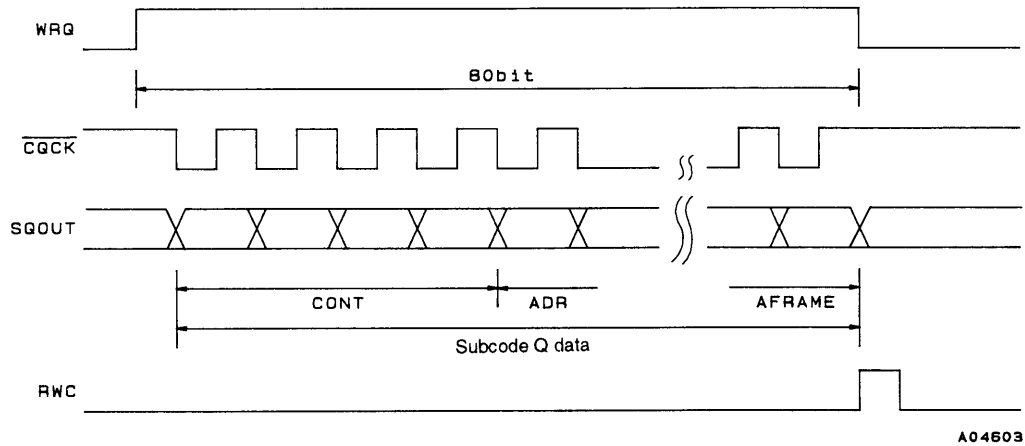 WRQ
80bit
CQCK
SQOUT
CONT
ADR
AFRAME
Subcode Q data
RWC
A04603